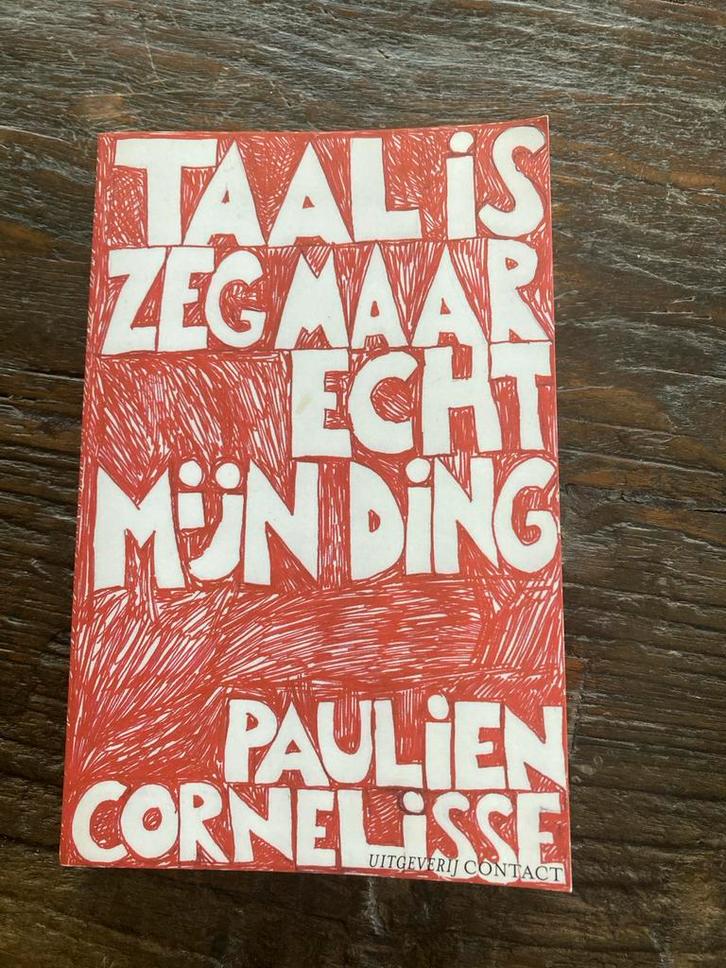 TAAL iS
ZEG MAAR
ECHT
MIJN DiNG
PAULiEN
CORNELiSSE
UITGEVERIJ CONTACT